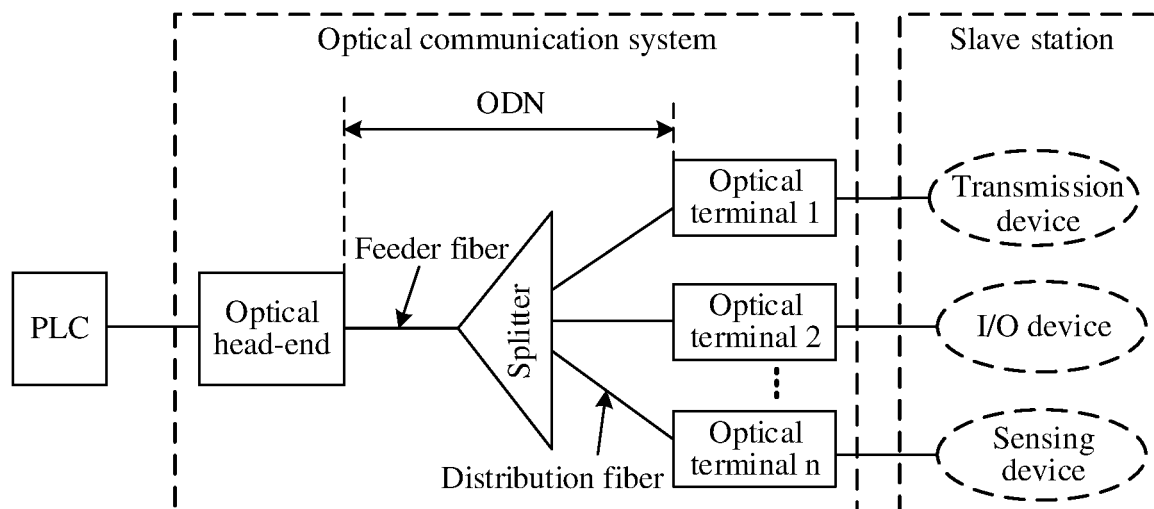 Optical communication system
Slave station
ODN
Optical
terminal 1
Transmission
device
Feeder fiber
PLC
Optical
head-end
Splitter
Optical
terminal 2
I/O device
Optical
terminal n
Sensing
device
Distribution fiber